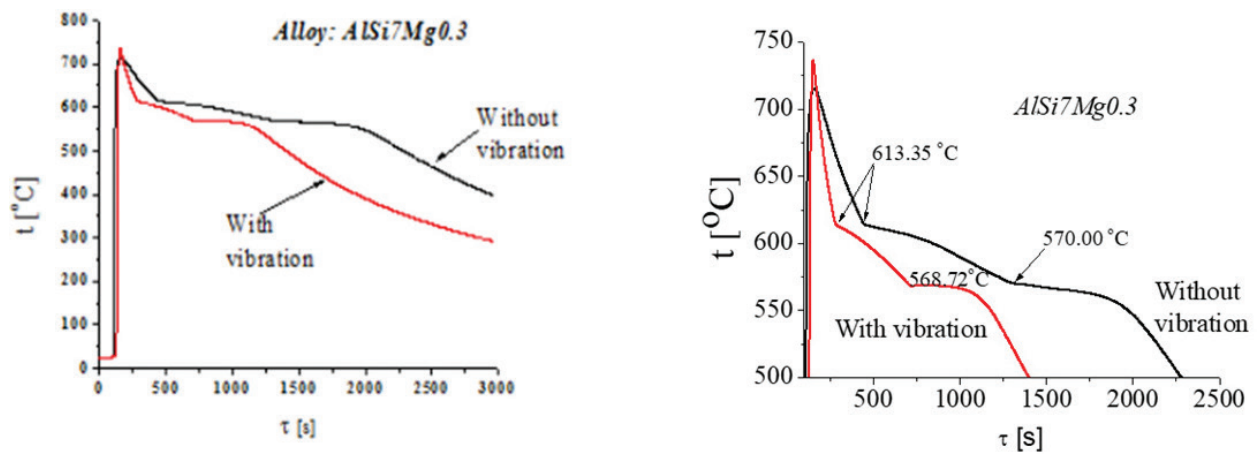 Alloy: AlSi7Mg0.3
800
700
600
500
400
300
200
100
0
t [°C]
0
500
1000
1500
2000
2500
3000
τ [s]
Without
vibration
With
vibration
750
700
650
600
550
500
t [°C]
500
1000
1500
2000
2500
τ [s]
AlSi7Mg0.3
613.35 °C
570.00 °C
568.72°C
With vibration
Without
vibration